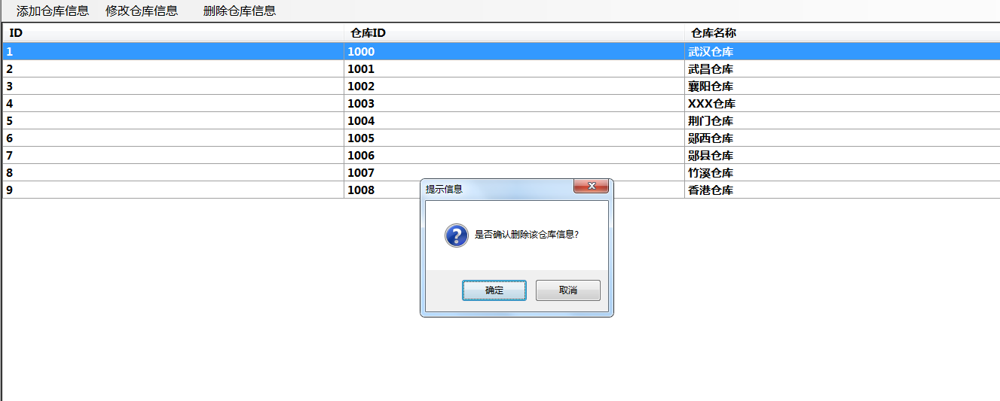 添加仓库信息 修改仓库信息 删除仓库信息
ID 仓库ID 仓库名称
1 1000 武汉仓库
2 1001 武昌仓库
3 1002 襄阳仓库
4 1003 XXX仓库
5 1004 荆门仓库
6 1005 郧西仓库
7 1006 郧县仓库
8 1007 竹溪仓库
9 1008 香港仓库
提示信息
是否确认删除该仓库信息?
确定 取消